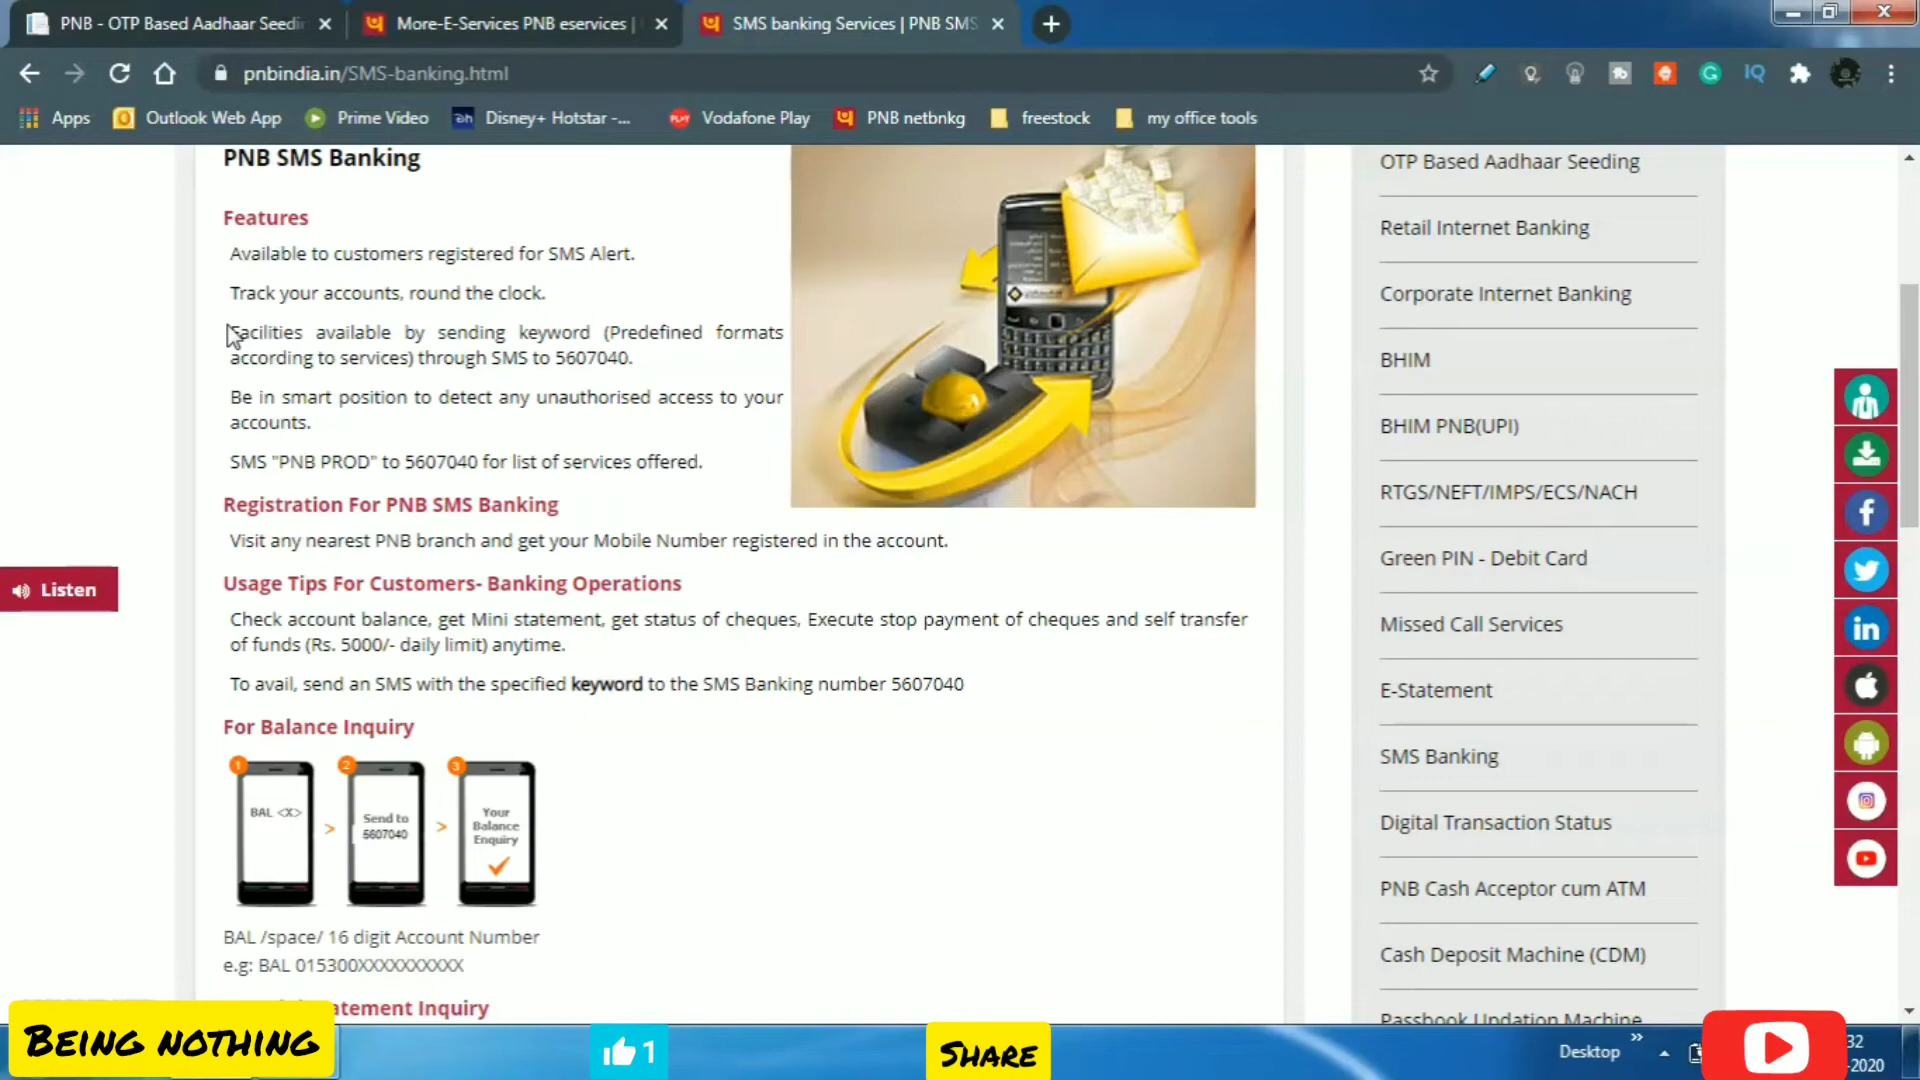 PNB - OTP Based Aadhaar Seedin
More-E-Services PNB eservices |
SMS banking Services | PNB SMS
pnbindia.in/SMS-banking.html
Apps
Outlook Web App
Prime Video
Disney+ Hotstar -...
Vodafone Play
PNB netbnkg
freestock
my office tools
PNB SMS Banking
Features
Available to customers registered for SMS Alert.
Track your accounts, round the clock.
Facilities available by sending keyword (Predefined formats
according to services) through SMS to 5607040.
Be in smart position to detect any unauthorised access to your
accounts.
SMS "PNB PROD" to 5607040 for list of services offered.
Registration For PNB SMS Banking
Visit any nearest PNB branch and get your Mobile Number registered in the account.
Listen
Usage Tips For Customers- Banking Operations
Check account balance, get Mini statement, get status of cheques, Execute stop payment of cheques and self transfer
of funds (Rs. 5000/- daily limit) anytime.
To avail, send an SMS with the specified keyword to the SMS Banking number 5607040
For Balance Inquiry
1
BAL <X>
>
2
Send to
5607040
>
3
Your
Balance
Enquiry
BAL /space/ 16 digit Account Number
e.g: BAL 015300XXXXXXXXXX
atement Inquiry
OTP Based Aadhaar Seeding
Retail Internet Banking
Corporate Internet Banking
BHIM
BHIM PNB(UPI)
RTGS/NEFT/IMPS/ECS/NACH
Green PIN - Debit Card
Missed Call Services
E-Statement
SMS Banking
Digital Transaction Status
PNB Cash Acceptor cum ATM
Cash Deposit Machine (CDM)
Passbook Updation Machine
BEING NOTHING
1
SHARE
Desktop
32
-2020